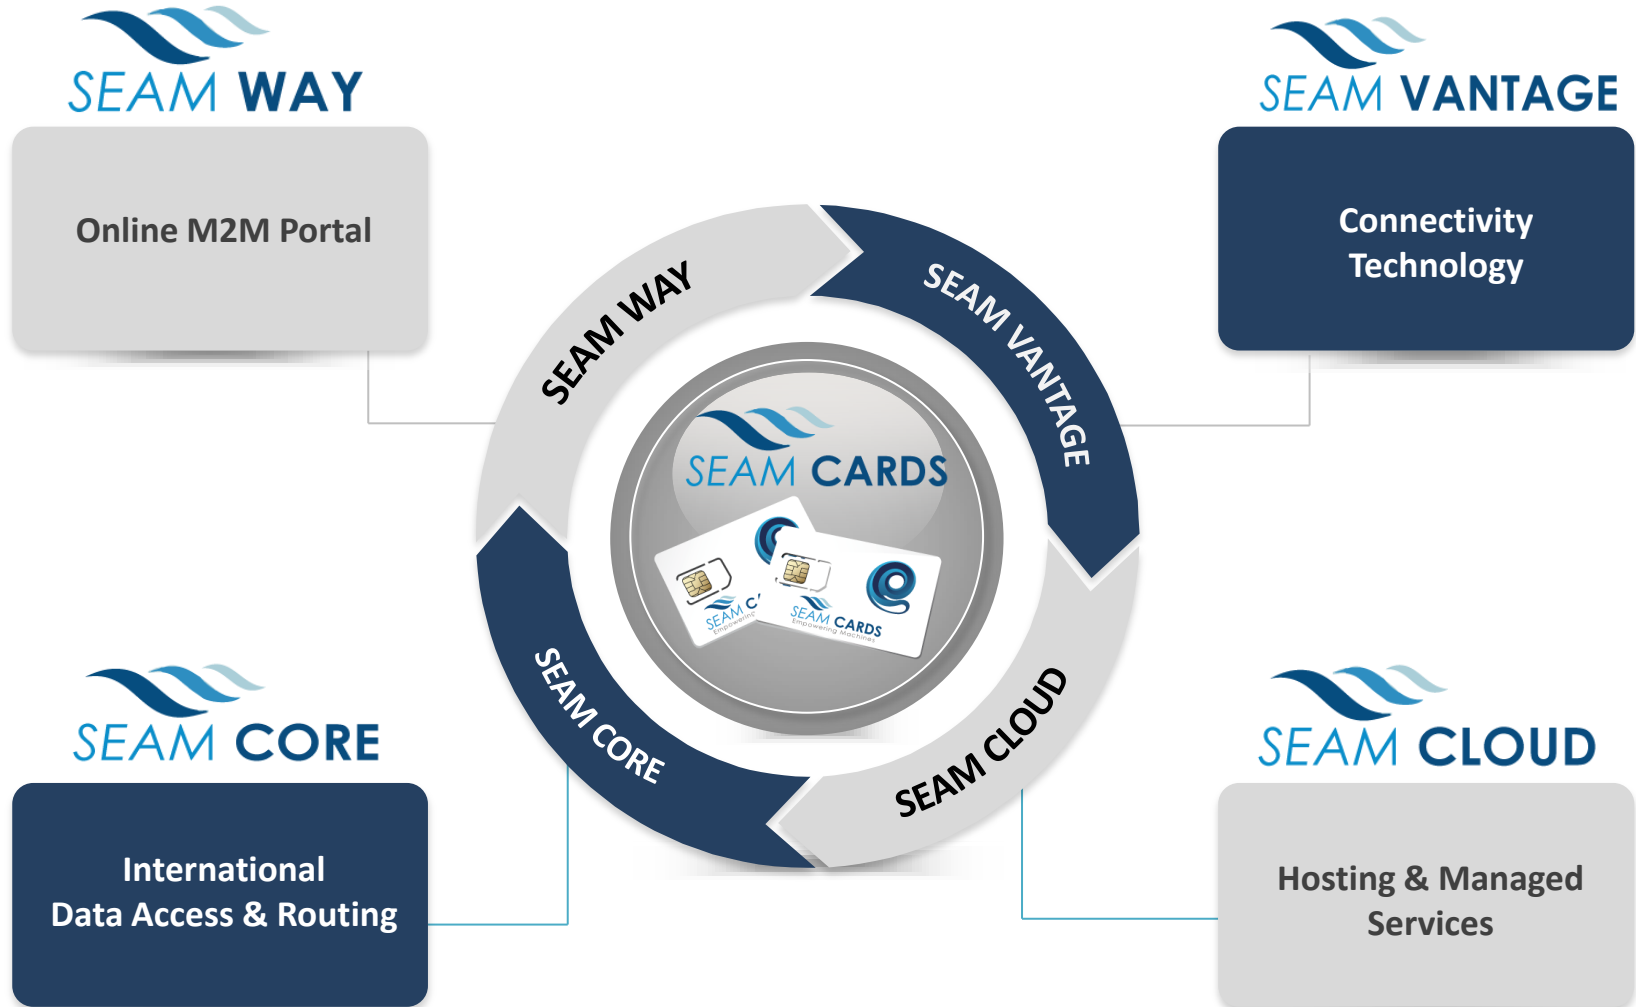 SEAM WAY
Online M2M Portal
SEAM VANTAGE
Connectivity
Technology
SEAM WAY
SEAM VANTAGE
SEAM CLOUD
SEAM CORE
SEAM CARDS
SEAM
SEAM CARDS
Empowering Machines
SEAM CORE
International
Data Access & Routing
SEAM CLOUD
Hosting & Managed
Services